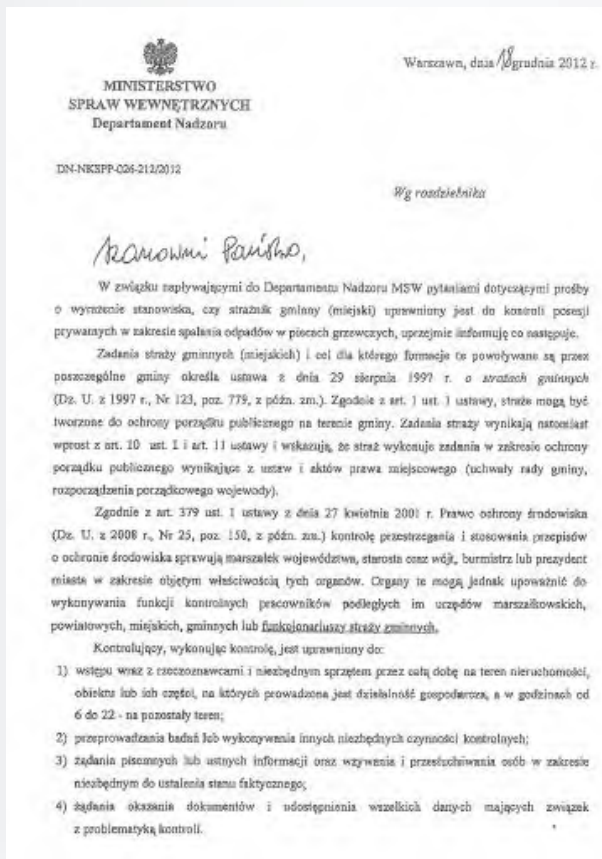 Warszawa, dnia 18 grudnia 2012 r.
MINISTERSTWO
SPRAW WEWNĘTRZNYCH
Departament Nadzoru
DN-NKSPP-026-212/2012
Wg rozdzielnika
Szanowni Państwo,
W związku napływającymi do Departamentu Nadzoru MSW pytaniami dotyczącymi prośby
o wyrażenie stanowiska, czy strażnik gminny (miejski) uprawniony jest do kontroli posesji
prywatnych w zakresie spalania odpadów w piecach grzewczych, uprzejmie informuję co następuje.
Zadania straży gminnych (miejskich) i cel dla którego formacje te powoływane są przez
poszczególne gminy określa ustawa z dnia 29 sierpnia 1997 r. o strażach gminnych
(Dz. U. z 1997 r., Nr 123, poz. 779, z późn. zm.). Zgodnie z art. 1 ust. 1 ustawy, straże mogą być
tworzone do ochrony porządku publicznego na terenie gminy. Zadania straży wynikają natomiast
wprost z art. 10 ust. 1 i art. 11 ustawy i wskazują, że straż wykonuje zadania w zakresie ochrony
porządku publicznego wynikające z ustaw i aktów prawa miejscowego (uchwały rady gminy,
rozporządzenia porządkowego wojewody).
Zgodnie z art. 379 ust. 1 ustawy z dnia 27 kwietnia 2001 r. Prawo ochrony środowiska
(Dz. U. z 2008 r., Nr 25, poz. 150, z późn. zm.) kontrolę przestrzegania i stosowania przepisów
o ochronie środowiska sprawują marszałek województwa, starosta oraz wójt, burmistrz lub prezydent
miasta w zakresie objętym właściwością tych organów. Organy te mogą jednak upoważnić do
wykonywania funkcji kontrolnych pracowników podległych im urzędów marszałkowskich,
powiatowych, miejskich, gminnych lub funkcjonariuszy straży gminnych.
Kontrolujący, wykonując kontrolę, jest uprawniony do:
1) wstępu wraz z rzeczoznawcami i niezbędnym sprzętem przez całą dobę na teren nieruchomości,
obiektu lub ich części, na których prowadzona jest działalność gospodarcza, a w godzinach od
6 do 22 - na pozostały teren;
2) przeprowadzania badań lub wykonywania innych niezbędnych czynności kontrolnych;
3) żądania pisemnych lub ustnych informacji oraz wzywania i przesłuchiwania osób w zakresie
niezbędnym do ustalenia stanu faktycznego;
4) żądania okazania dokumentów i udostępnienia wszelkich danych mających związek
z problematyką kontroli.